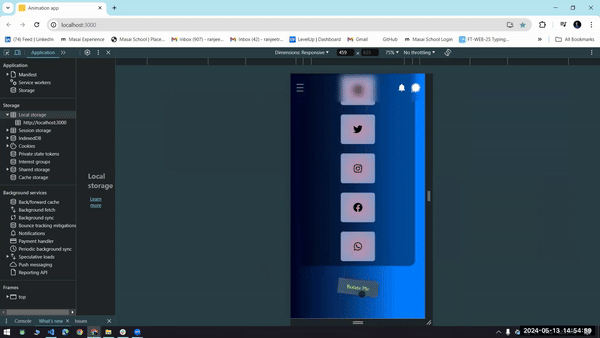 Animation app
localhost:3000
(74) Feed | LinkedIn
Masai Experience
Masai School | Place...
Inbox (907) - ranjeet...
Inbox (42) - ranjeetr...
LevelUp | Dashboard
Gmail
GitHub
Masai School Login
FT-WEB-25 Typing...
All Bookmarks
Application
Dimensions: Responsive
459
75%
No throttling
Application
Manifest
Service workers
Storage
Storage
Local storage
http://localhost:3000
Session storage
IndexedDB
Cookies
Private state tokens
Interest groups
Shared storage
Cache storage
Background services
Back/forward cache
Background fetch
Background sync
Bounce tracking mitigations
Notifications
Payment handler
Periodic background sync
Speculative loads
Push messaging
Reporting API
Frames
top
Local storage
Learn more
Rotate Me
Console
What's new
Issues
2024-05-13 14:54:59